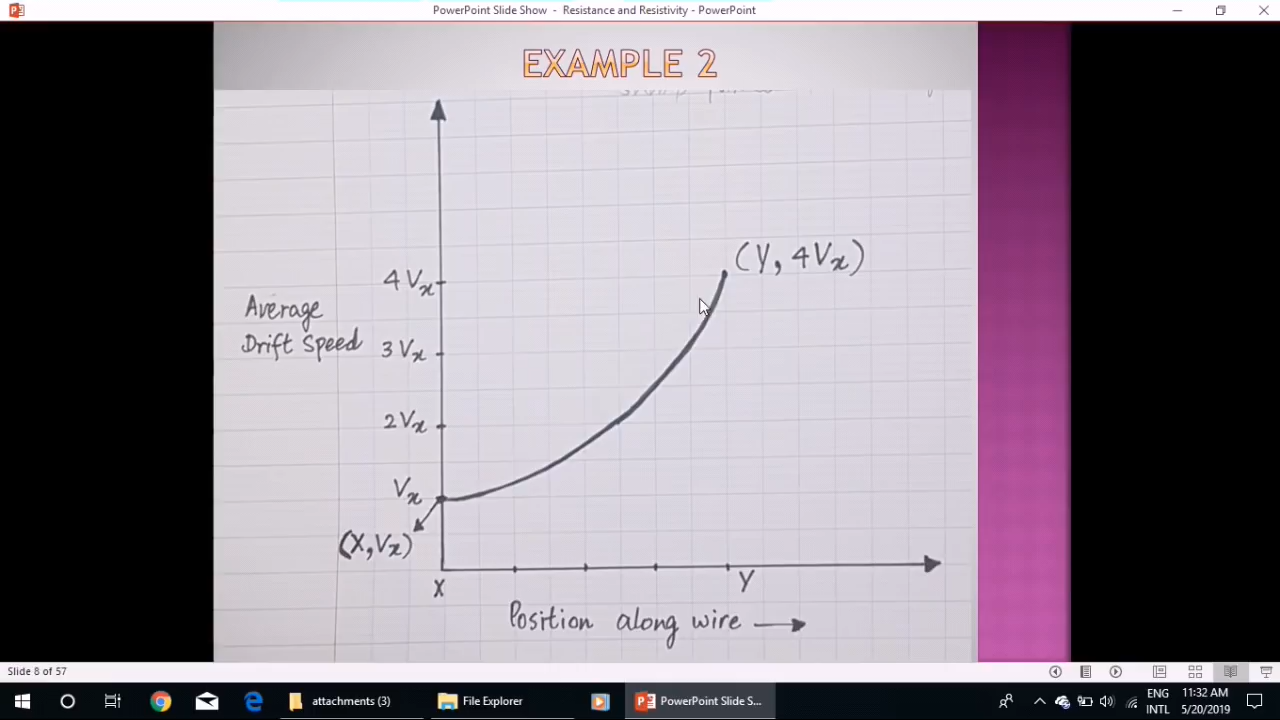 PowerPoint Slide Show - Resistance and Resistivity - PowerPoint
EXAMPLE 2
(Y, 4Vx)
4Vx
Average
Drift Speed
3Vx
2Vx
Vx
(X,Vx)
X
Y
Position along wire
Slide 8 of 57
attachments (3)
File Explorer
PowerPoint Slide S...
ENG
INTL
11:32 AM
5/20/2019